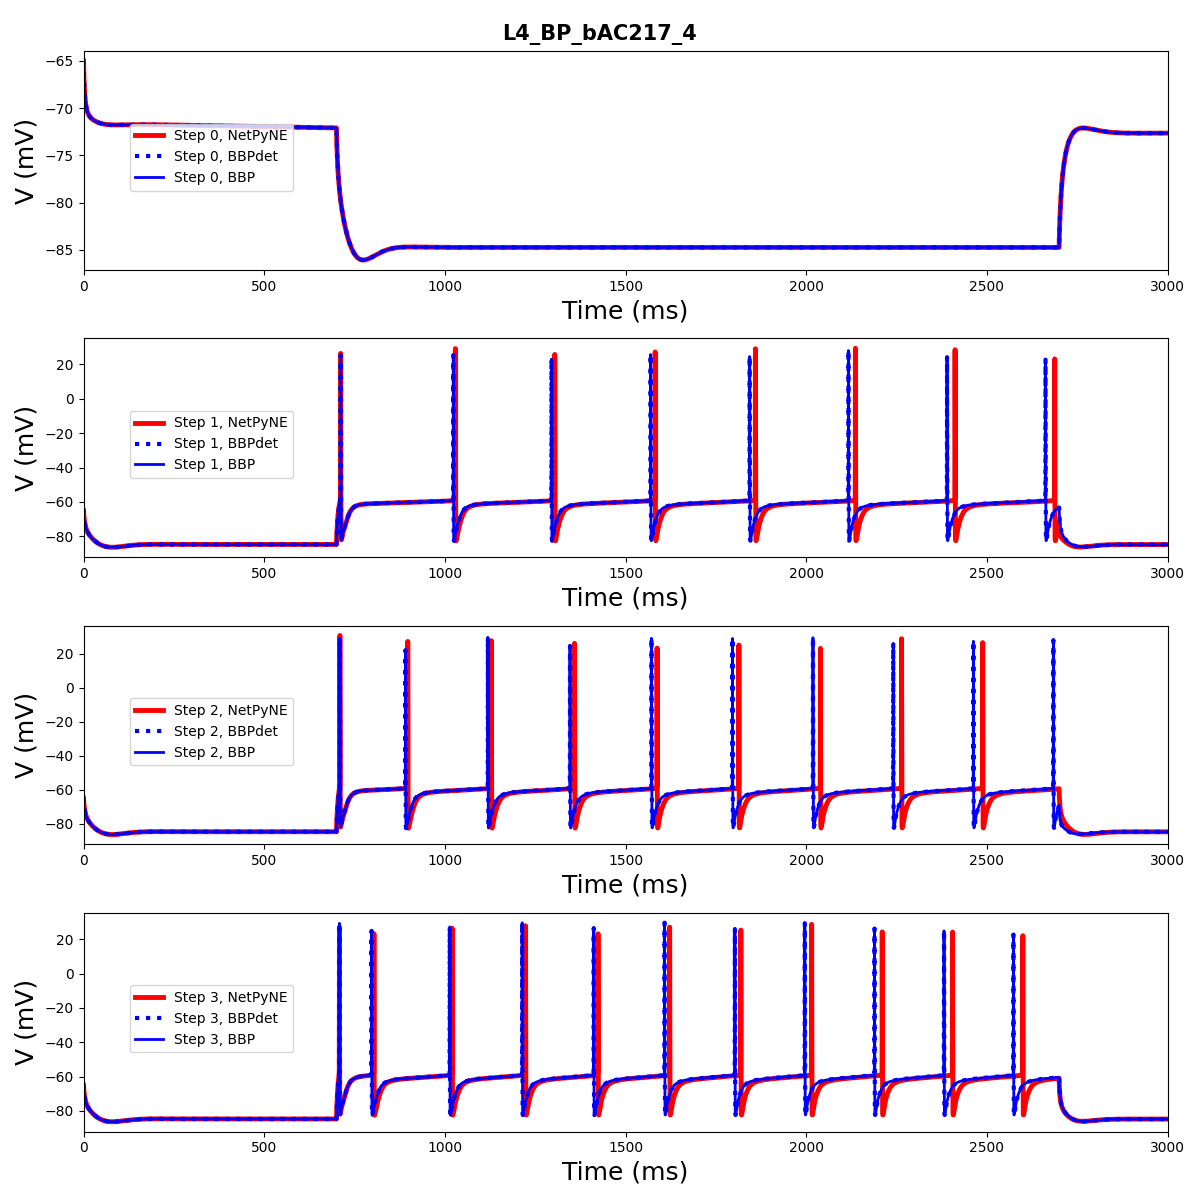 L4_BP_bAC217_4
−65
−70
−75
−80
−85
V (mV)
Step 0, NetPyNE
Step 0, BBPdet
Step 0, BBP
0 500 1000 1500 2000 2500 3000
Time (ms)
20
0
−20
−40
−60
−80
V (mV)
Step 1, NetPyNE
Step 1, BBPdet
Step 1, BBP
0 500 1000 1500 2000 2500 3000
Time (ms)
20
0
−20
−40
−60
−80
V (mV)
Step 2, NetPyNE
Step 2, BBPdet
Step 2, BBP
0 500 1000 1500 2000 2500 3000
Time (ms)
20
0
−20
−40
−60
−80
V (mV)
Step 3, NetPyNE
Step 3, BBPdet
Step 3, BBP
0 500 1000 1500 2000 2500 3000
Time (ms)